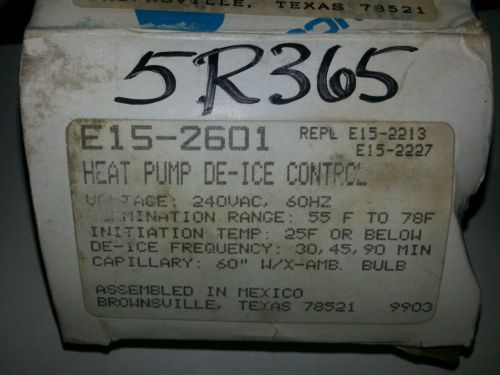 BROWNSVILLE, TEXAS 78521
5R365
E15-2601 REPL E15-2213
E15-2227
HEAT PUMP DE-ICE CONTROL
VOLTAGE: 240VAC, 60HZ
TERMINATION RANGE: 55 F TO 78F
INITIATION TEMP: 25F OR BELOW
DE-ICE FREQUENCY: 30,45,90 MIN
CAPILLARY: 60" W/X-AMB. BULB
ASSEMBLED IN MEXICO
BROWNSVILLE, TEXAS 78521 9903